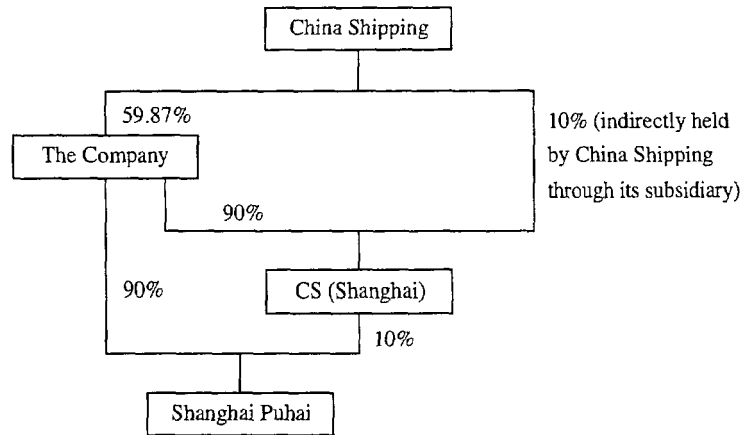 China Shipping
59.87%
10% (indirectly held
by China Shipping
through its subsidiary)
The Company
90%
90%
CS (Shanghai)
10%
Shanghai Puhai